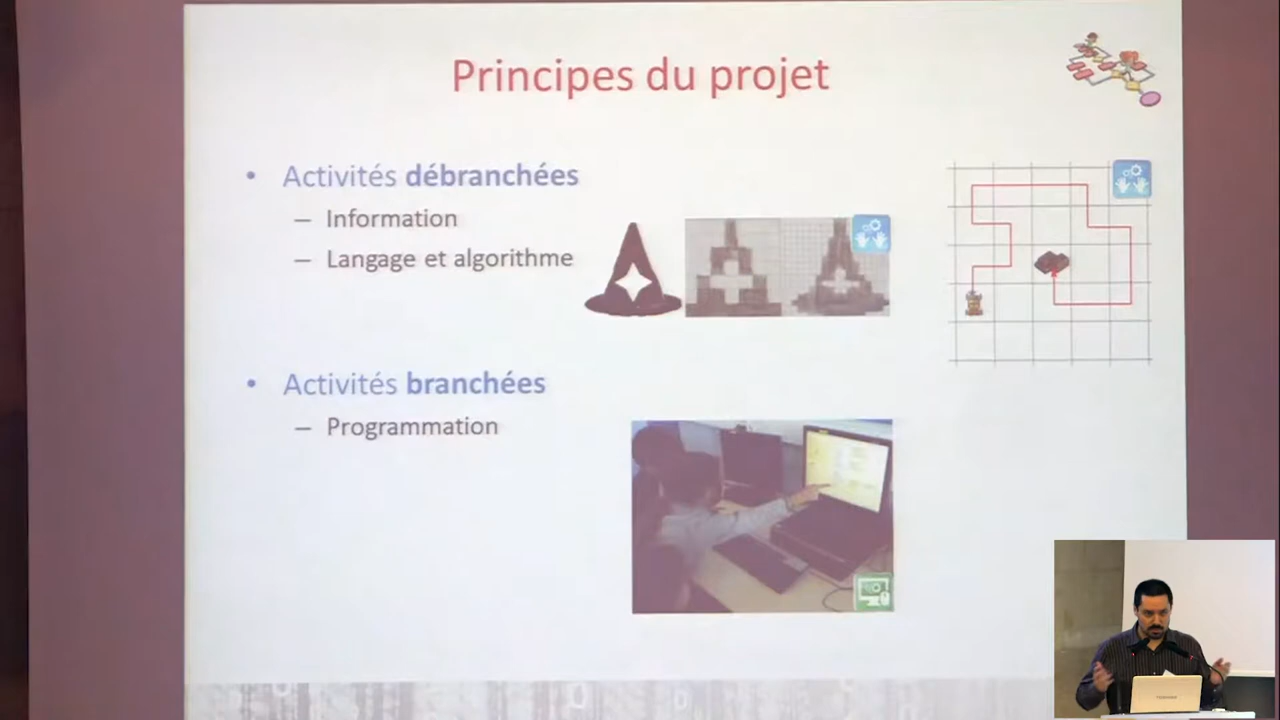 Principes du projet
• Activités débranchées
– Information
– Langage et algorithme
• Activités branchées
– Programmation